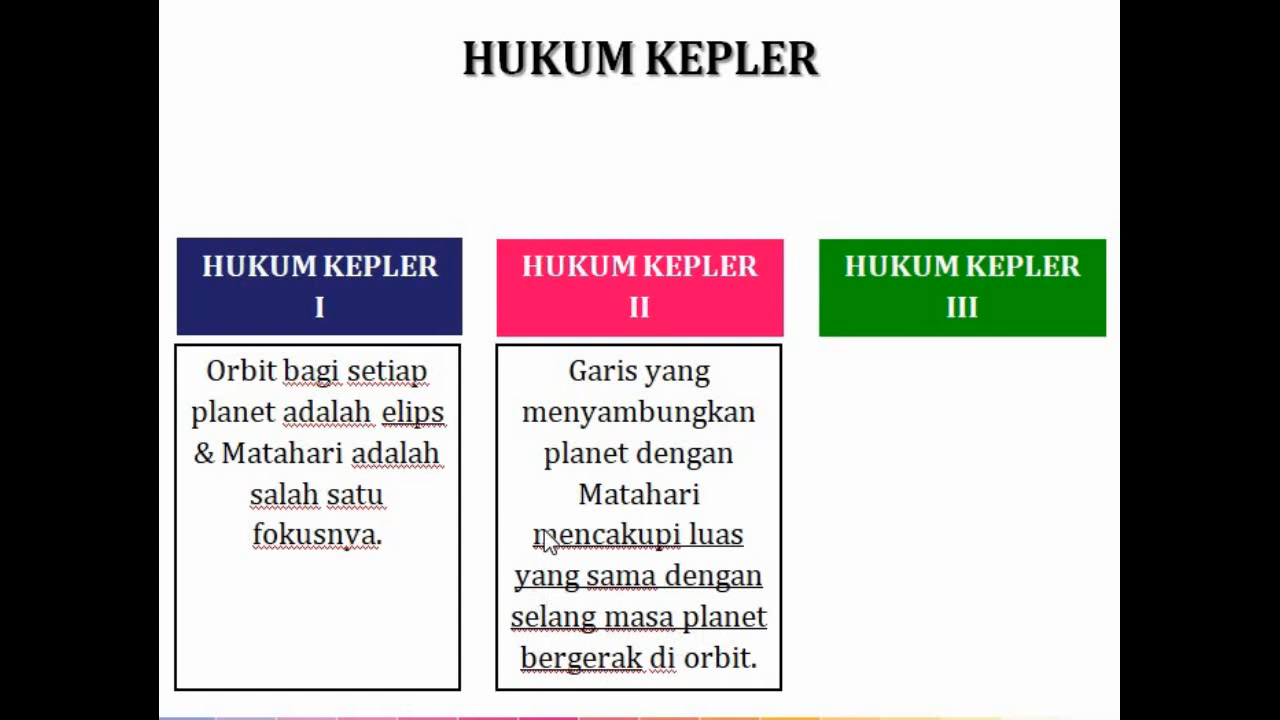 HUKUM KEPLER
HUKUM KEPLER
I
Orbit bagi setiap
planet adalah elips
& Matahari adalah
salah satu
fokusnya.
HUKUM KEPLER
II
Garis yang
menyambungkan
planet dengan
Matahari
mencakupi luas
yang sama dengan
selang masa planet
bergerak di orbit.
HUKUM KEPLER
III